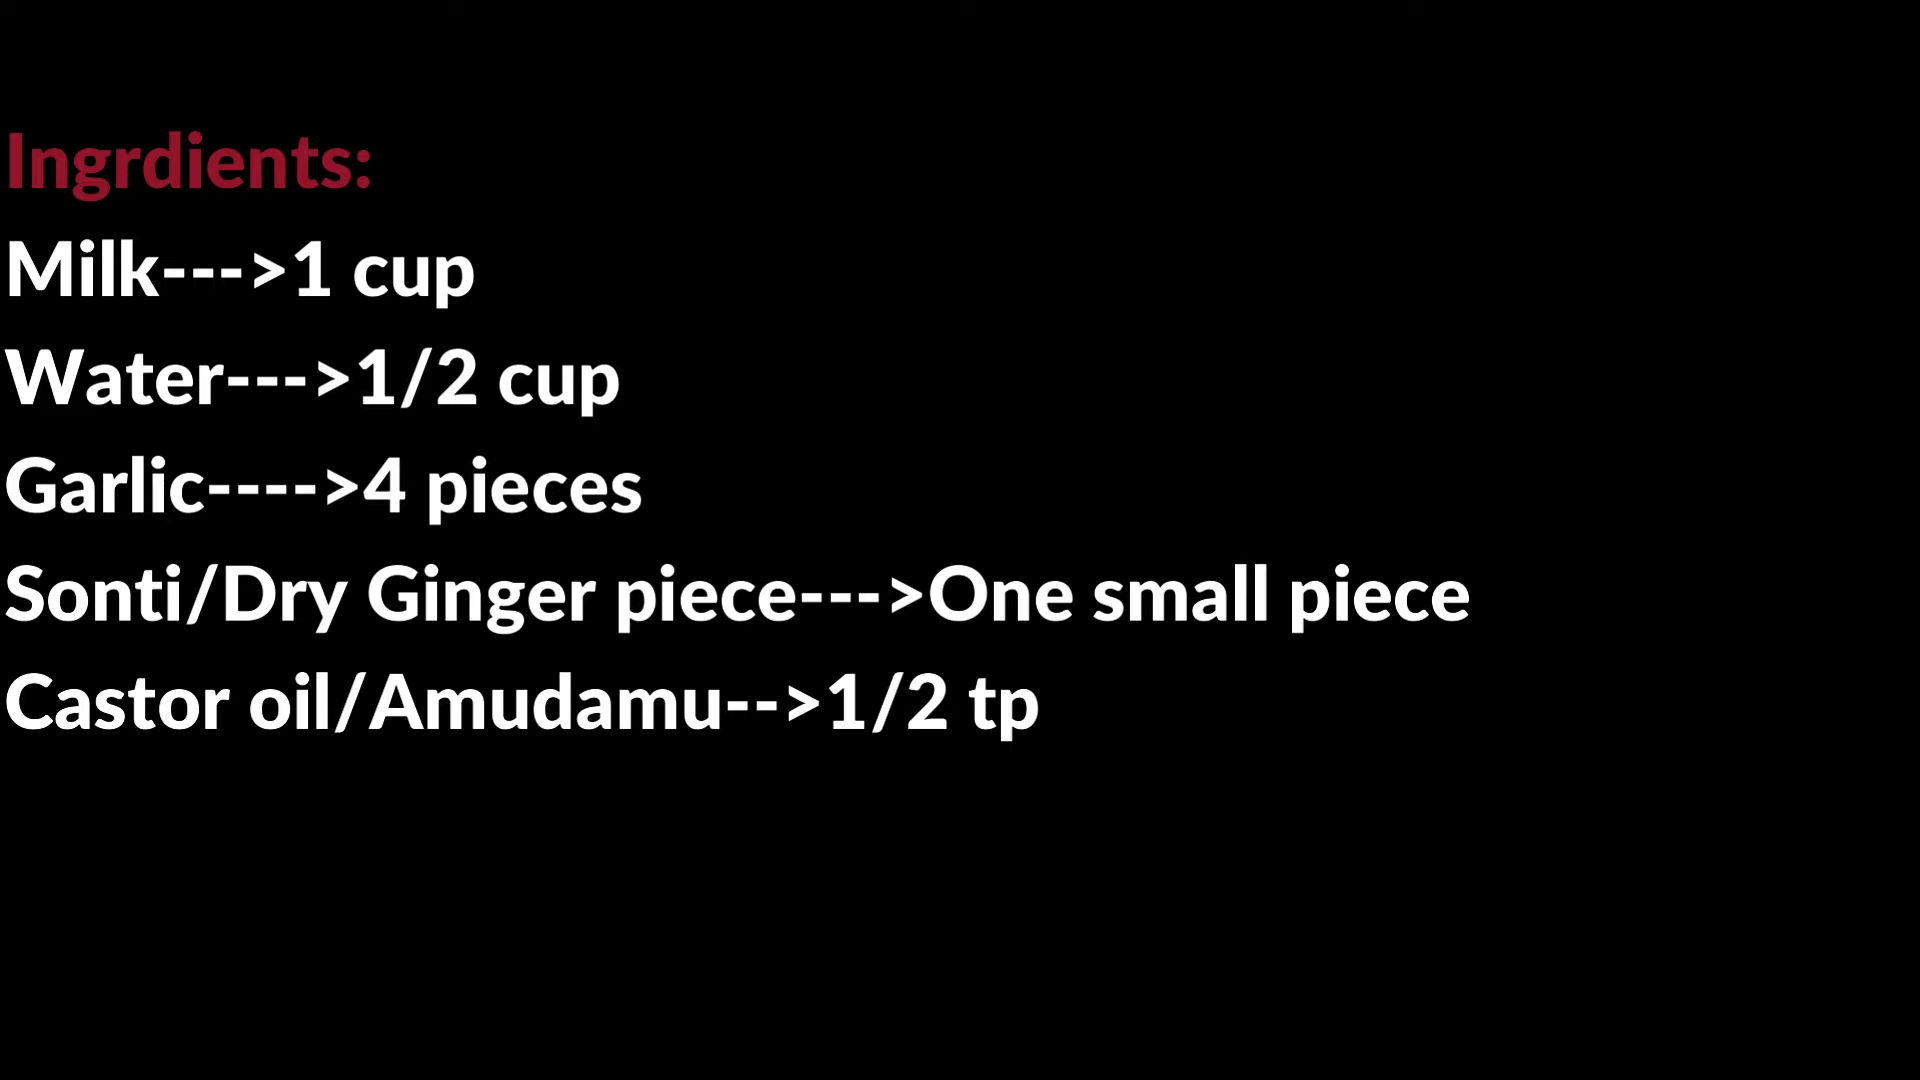 Ingrdients:
Milk--->1 cup
Water--->1/2 cup
Garlic---->4 pieces
Sonti/Dry Ginger piece--->One small piece
Castor oil/Amudamu-->1/2 tp